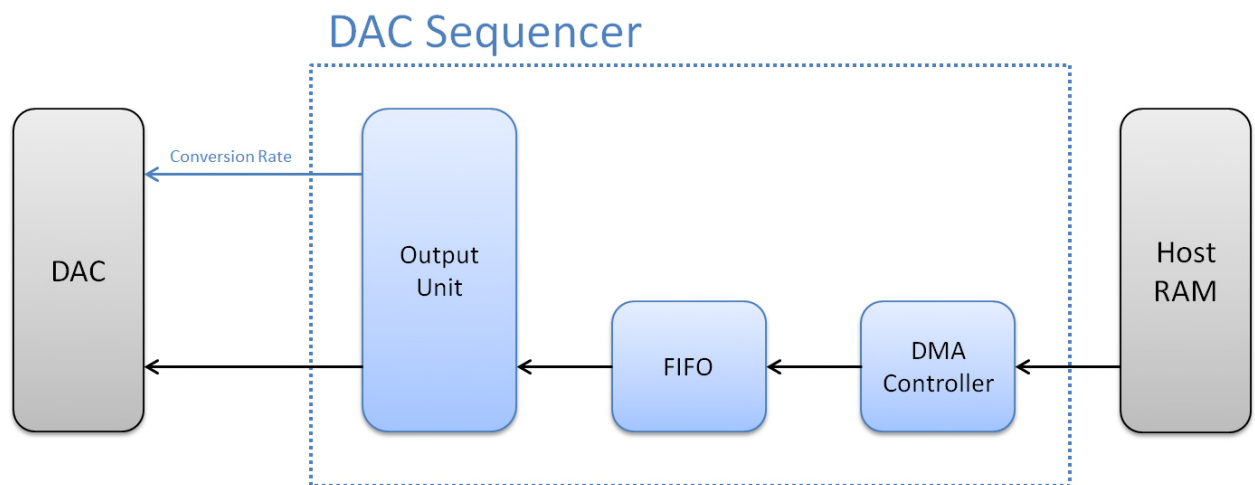 DAC Sequencer
Conversion Rate
DAC
Output
Unit
FIFO
DMA
Controller
Host
RAM